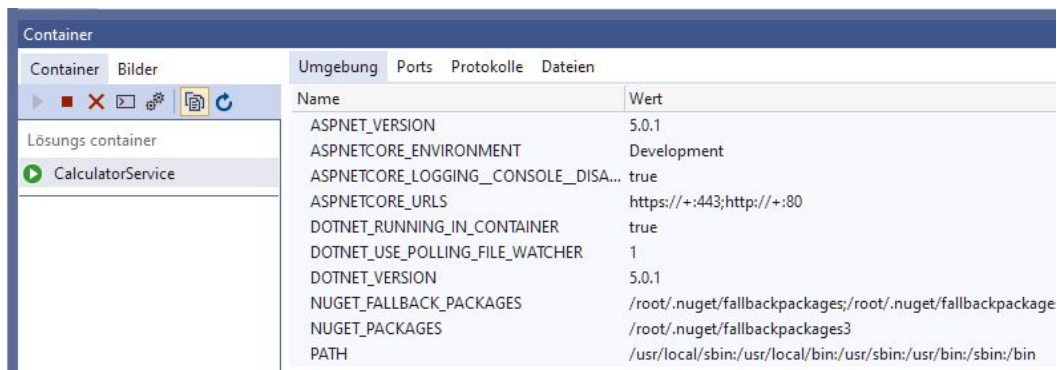 Container
Container Bilder
Lösungs container
CalculatorService
Umgebung Ports Protokolle Dateien
Name Wert
ASPNET_VERSION 5.0.1
ASPNETCORE_ENVIRONMENT Development
ASPNETCORE_LOGGING__CONSOLE__DISA... true
ASPNETCORE_URLS https://+:443;http://+:80
DOTNET_RUNNING_IN_CONTAINER true
DOTNET_USE_POLLING_FILE_WATCHER 1
DOTNET_VERSION 5.0.1
NUGET_FALLBACK_PACKAGES /root/.nuget/fallbackpackages;/root/.nuget/fallbackpackages
NUGET_PACKAGES /root/.nuget/fallbackpackages3
PATH /usr/local/sbin:/usr/local/bin:/usr/sbin:/usr/bin:/sbin:/bin